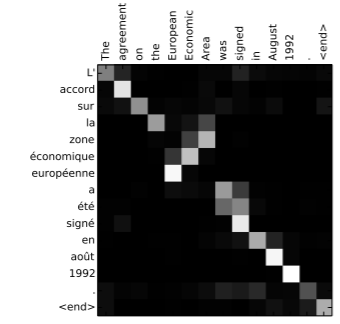 The agreement on the European Economic Area was signed in August 1992 . <end>
L'
accord
sur
la
zone
économique
européenne
a
été
signé
en
août
1992
.
<end>